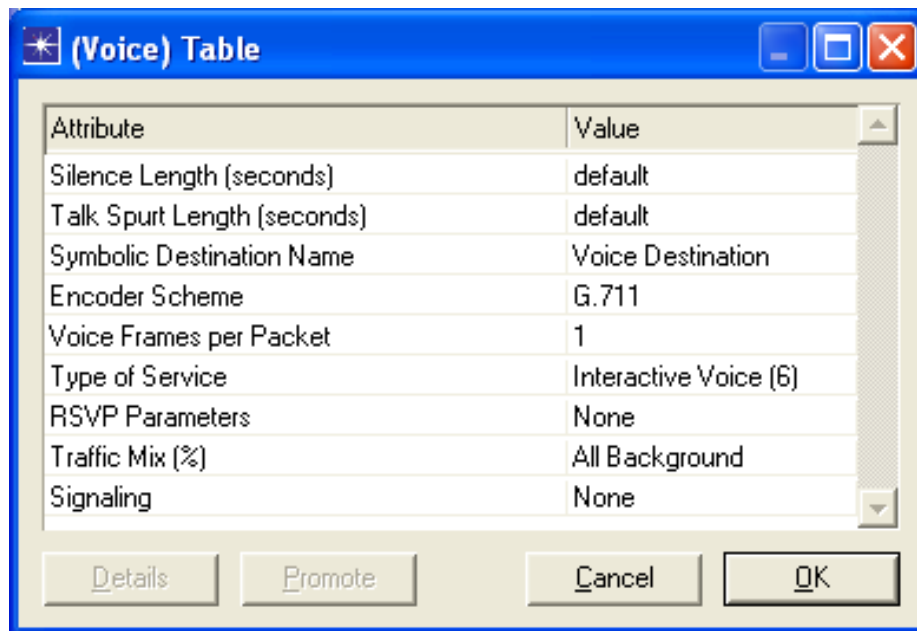 (Voice) Table
Attribute Value
Silence Length (seconds) default
Talk Spurt Length (seconds) default
Symbolic Destination Name Voice Destination
Encoder Scheme G.711
Voice Frames per Packet 1
Type of Service Interactive Voice (6)
RSVP Parameters None
Traffic Mix (%) All Background
Signaling None
Details Promote Cancel OK